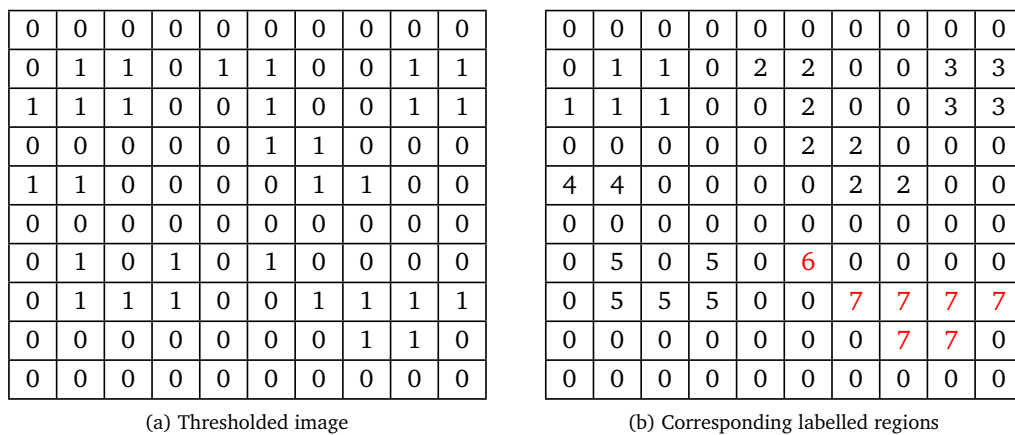 0 0 0 0 0 0 0 0 0 0
0 1 1 0 1 1 0 0 1 1
1 1 1 0 0 1 0 0 1 1
0 0 0 0 0 1 1 0 0 0
1 1 0 0 0 0 1 1 0 0
0 0 0 0 0 0 0 0 0 0
0 1 0 1 0 1 0 0 0 0
0 1 1 1 0 0 1 1 1 1
0 0 0 0 0 0 0 1 1 0
0 0 0 0 0 0 0 0 0 0
(a) Thresholded image
0 0 0 0 0 0 0 0 0 0
0 1 1 0 2 2 0 0 3 3
1 1 1 0 0 2 0 0 3 3
0 0 0 0 0 2 2 0 0 0
4 4 0 0 0 0 2 2 0 0
0 0 0 0 0 0 0 0 0 0
0 5 0 5 0 6 0 0 0 0
0 5 5 5 0 0 7 7 7 7
0 0 0 0 0 0 0 7 7 0
0 0 0 0 0 0 0 0 0 0
(b) Corresponding labelled regions